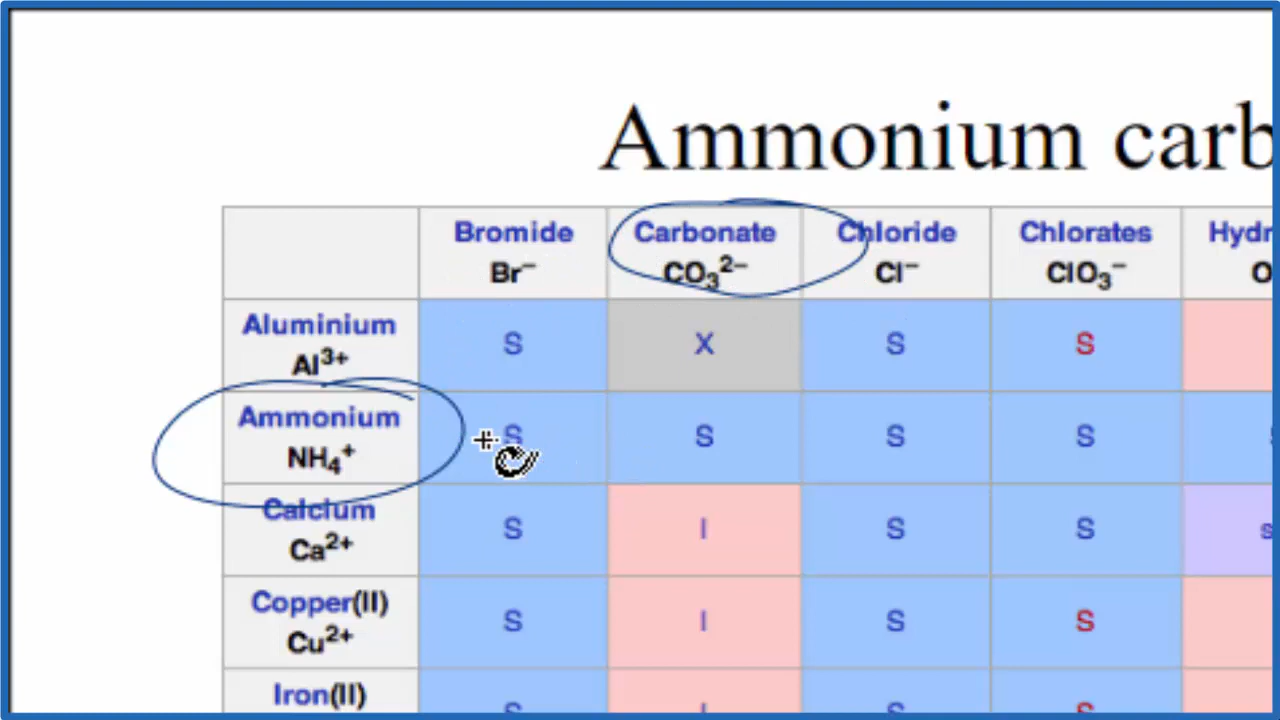 Ammonium carb
Bromide Carbonate Chloride Chlorates Hydr
Br⁻ CO₃²⁻ Cl⁻ ClO₃⁻ O
Aluminium
Al³⁺
S X S S
Ammonium
NH₄⁺
S S S S
Calcium
Ca²⁺
S I S S s
Copper(II)
Cu²⁺
S I S S
Iron(II)
S I S S